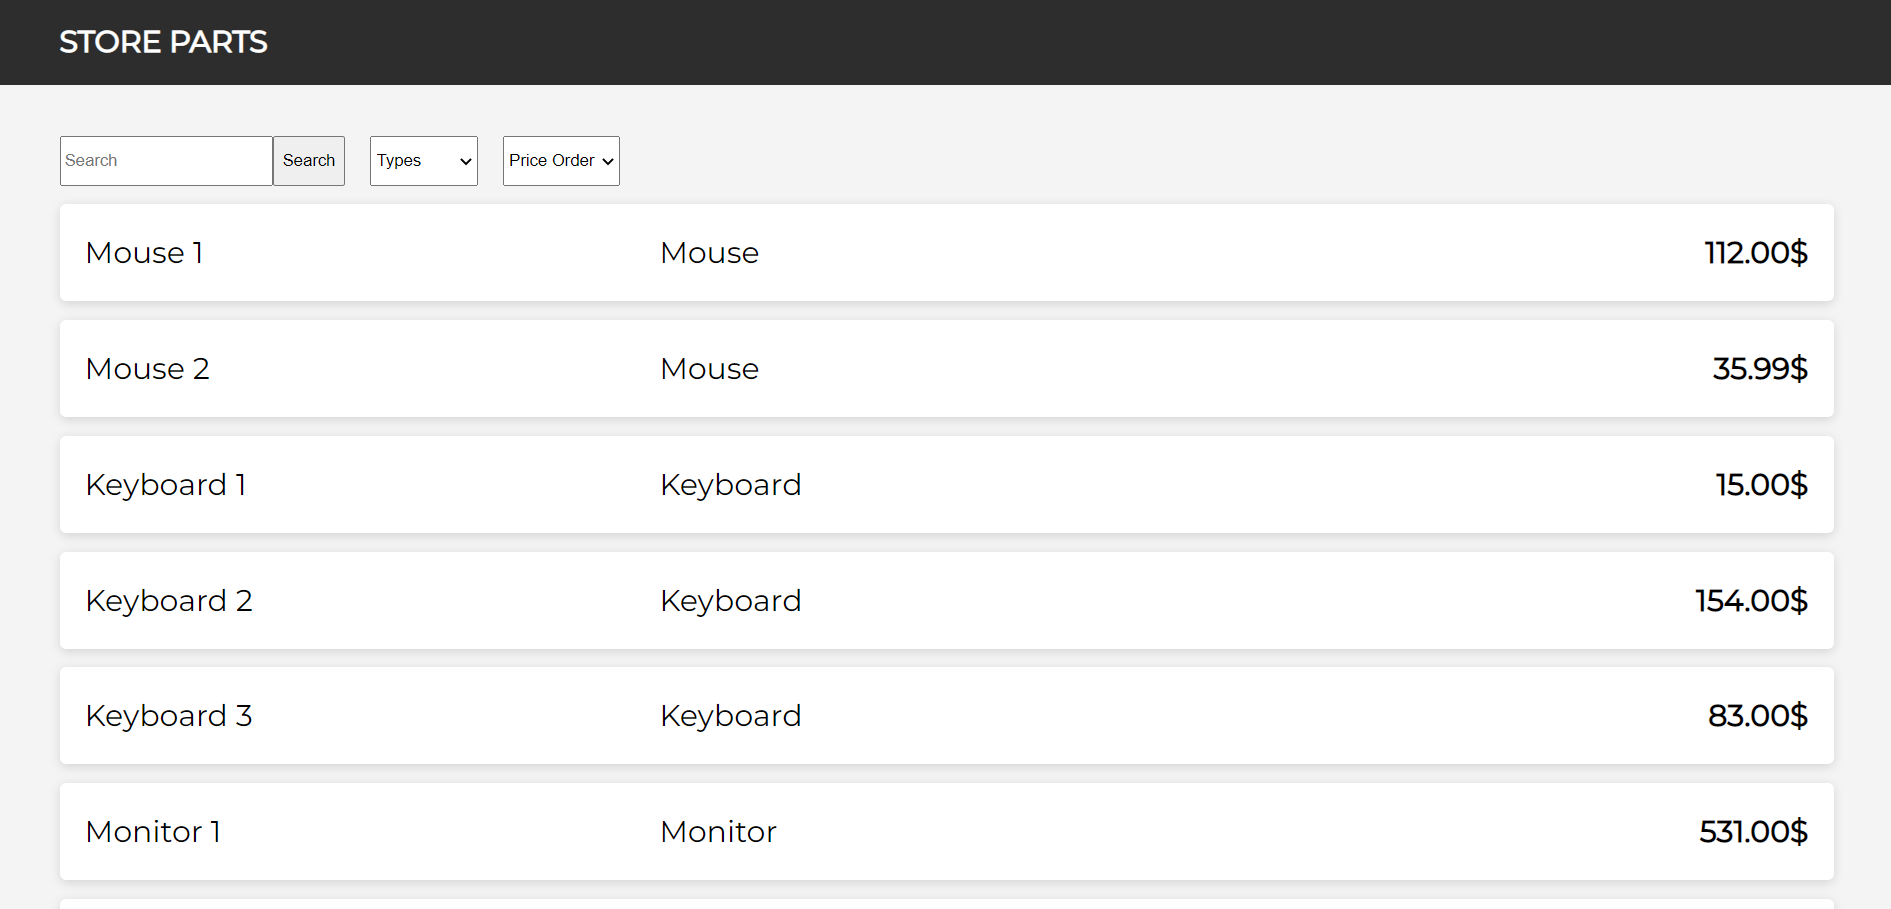 STORE PARTS
Search Search Types Price Order
Mouse 1 Mouse 112.00$
Mouse 2 Mouse 35.99$
Keyboard 1 Keyboard 15.00$
Keyboard 2 Keyboard 154.00$
Keyboard 3 Keyboard 83.00$
Monitor 1 Monitor 531.00$